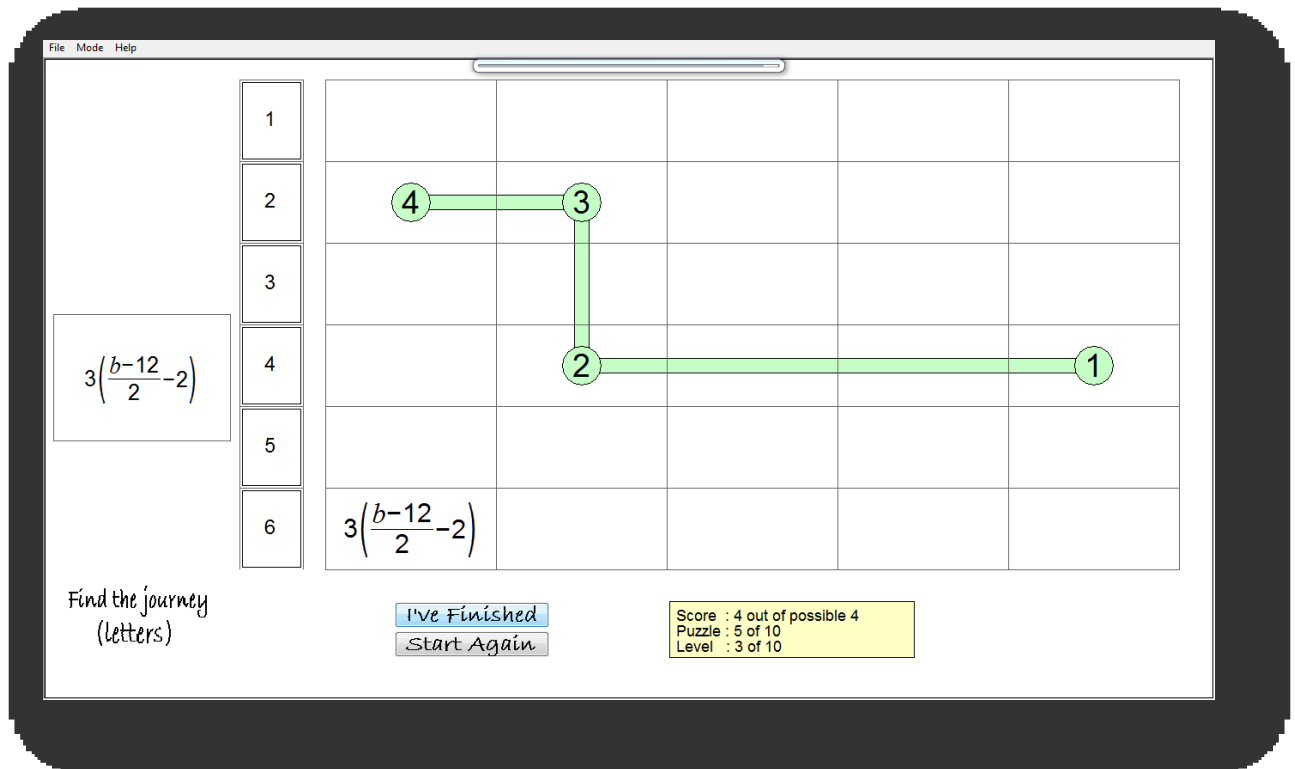 File Mode Help
1
2
3
4
5
6
4 3
2 1
3(\frac{b-12}{2}-2)
3(\frac{b-12}{2}-2)
Find the journey
(letters)
I've Finished
Start Again
Score : 4 out of possible 4
Puzzle : 5 of 10
Level : 3 of 10